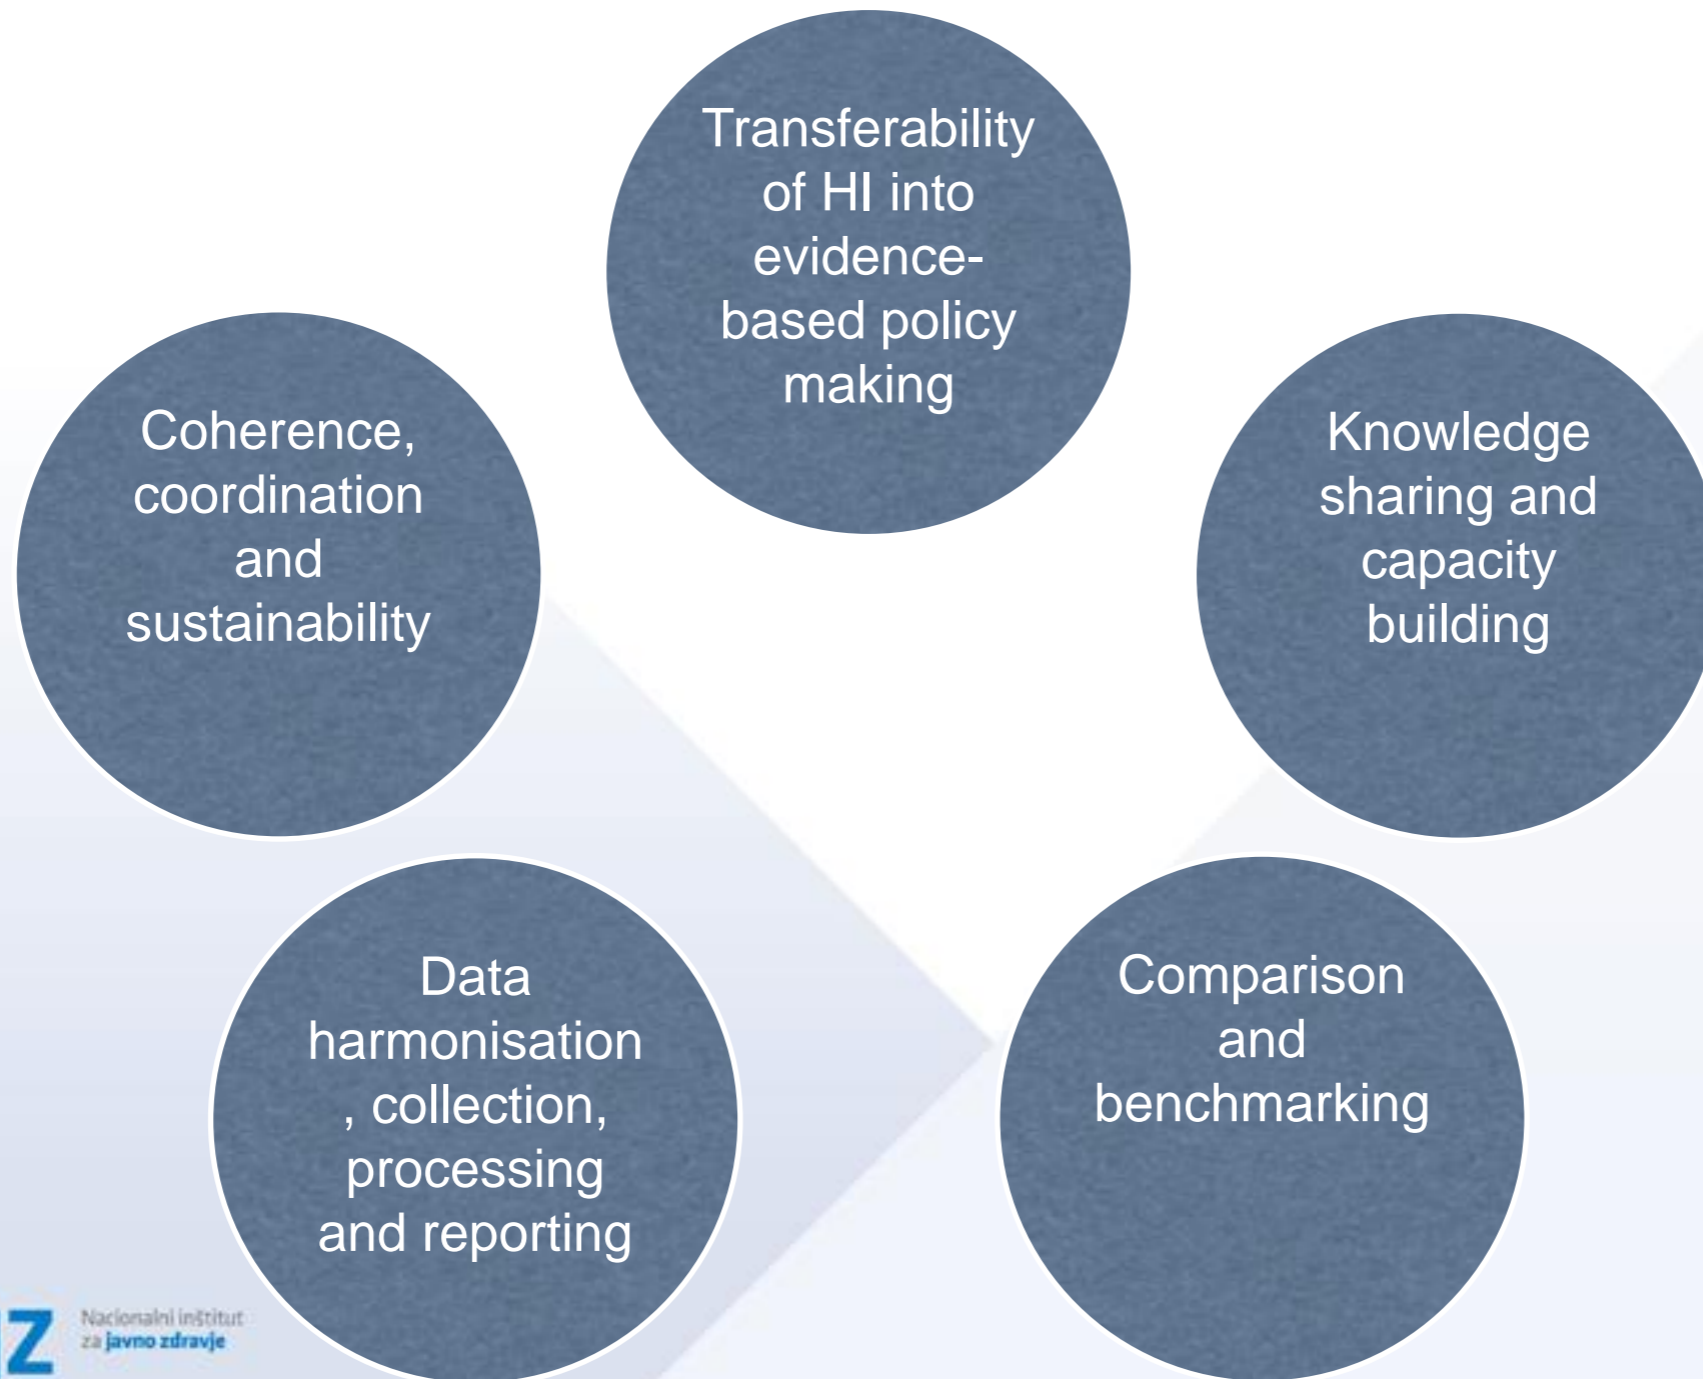 Transferability
of HI into
evidence-
based policy
making
Coherence,
coordination
and
sustainability
Knowledge
sharing and
capacity
building
Data
harmonisation
, collection,
processing
and reporting
Comparison
and
benchmarking
Z
Nacionalni inštitut
za javno zdravje